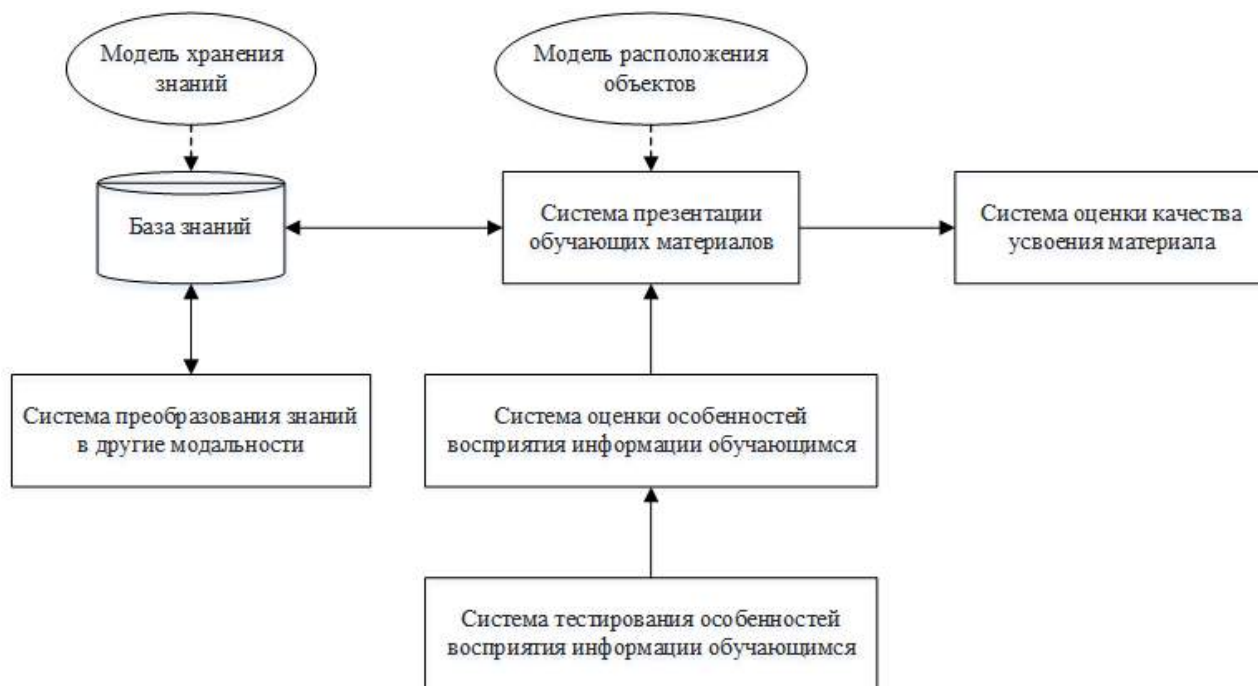 Модель хранения
знаний
Модель расположения
объектов
База знаний
Система презентации
обучающих материалов
Система оценки качества
усвоения материала
Система преобразования знаний
в другие модальности
Система оценки особенностей
восприятия информации обучающимся
Система тестирования особенностей
восприятия информации обучающимся